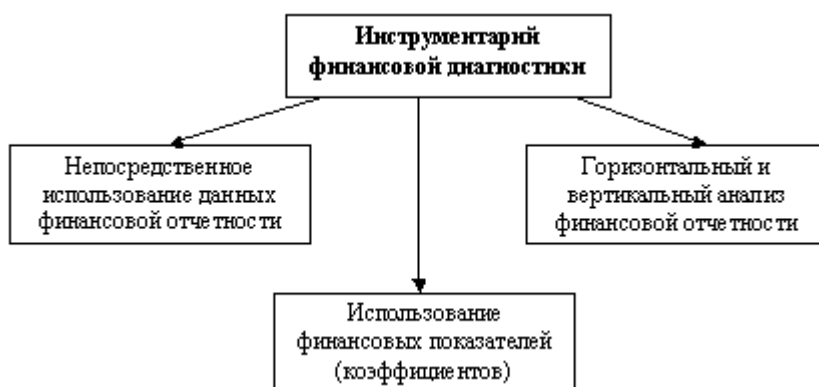 Инструментарий
финансовой диагностики
Непосредственное
использование данных
финансовой отчетности
Горизонтальный и
вертикальный анализ
финансовой отчетности
Использование
финансовых показателей
(коэффициентов)